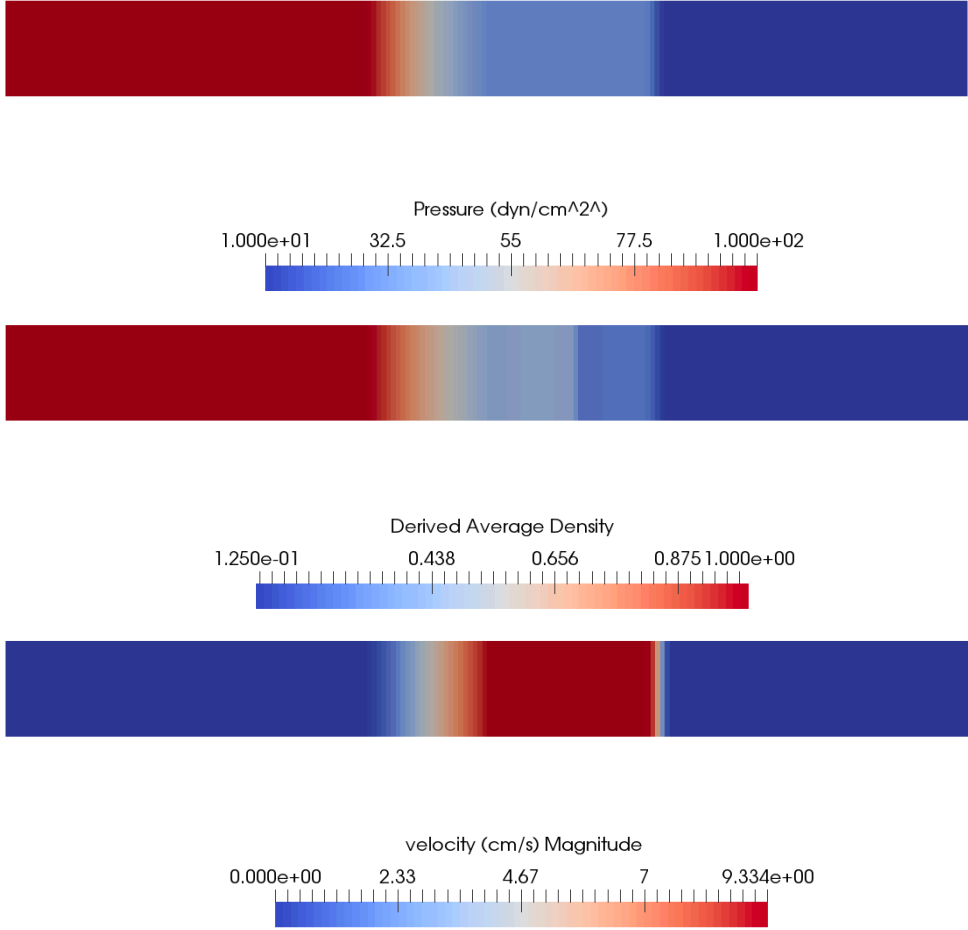 Pressure (dyn/cm^2^)
1.000e+01 32.5 55 77.5 1.000e+02
Derived Average Density
1.250e-01 0.438 0.656 0.875 1.000e+00
velocity (cm/s) Magnitude
0.000e+00 2.33 4.67 7 9.334e+00